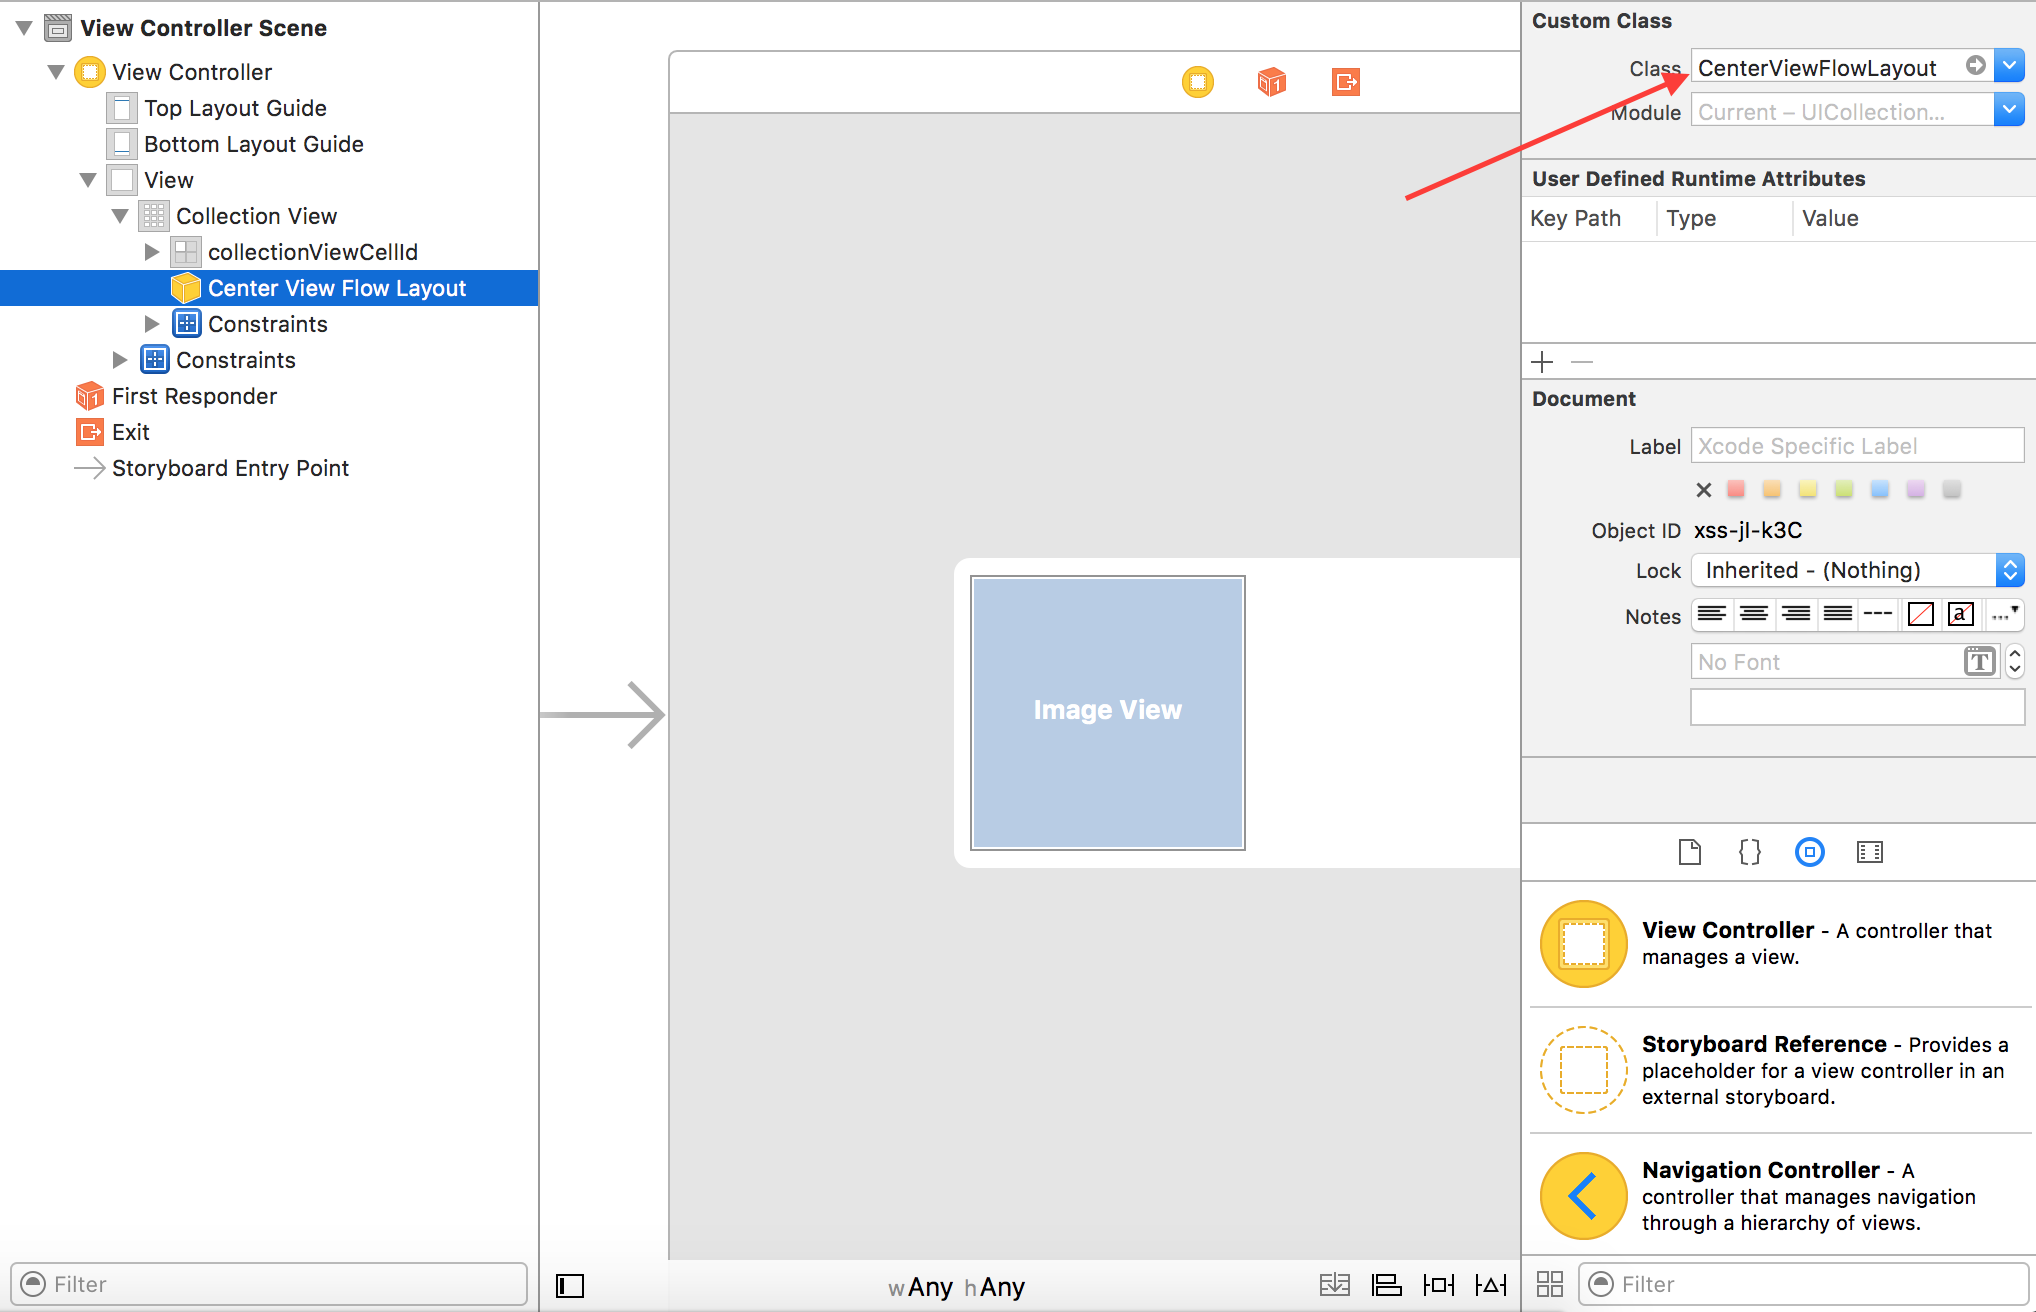 View Controller Scene
View Controller
Top Layout Guide
Bottom Layout Guide
View
Collection View
collectionViewCellId
Center View Flow Layout
Constraints
Constraints
First Responder
Exit
Storyboard Entry Point
Filter
Image View
wAny hAny
Custom Class
Class CenterViewFlowLayout
Module Current – UICollection...
User Defined Runtime Attributes
Key Path Type Value
Document
Label Xcode Specific Label
Object ID xss-jl-k3C
Lock Inherited - (Nothing)
Notes
No Font
View Controller - A controller that
manages a view.
Storyboard Reference - Provides a
placeholder for a view controller in an
external storyboard.
Navigation Controller - A
controller that manages navigation
through a hierarchy of views.
Filter